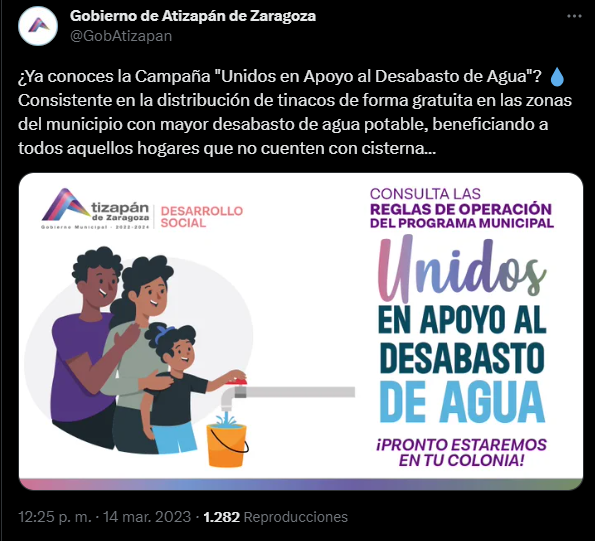 Gobierno de Atizapán de Zaragoza
@GobAtizapan
¿Ya conoces la Campaña "Unidos en Apoyo al Desabasto de Agua"? 💧
Consistente en la distribución de tinacos de forma gratuita en las zonas
del municipio con mayor desabasto de agua potable, beneficiando a
todos aquellos hogares que no cuenten con cisterna...
Atizapán
de Zaragoza
Gobierno Municipal · 2022-2024
DESARROLLO
SOCIAL
CONSULTA LAS
REGLAS DE OPERACIÓN
DEL PROGRAMA MUNICIPAL
Unidos
EN APOYO AL
DESABASTO
DE AGUA
¡PRONTO ESTAREMOS
EN TU COLONIA!
12:25 p. m. · 14 mar. 2023 · 1.282 Reproducciones